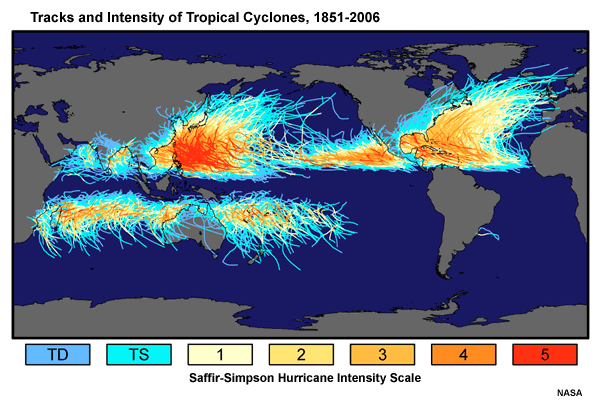 Tracks and Intensity of Tropical Cyclones, 1851-2006
TD TS 1 2 3 4 5
Saffir-Simpson Hurricane Intensity Scale
NASA